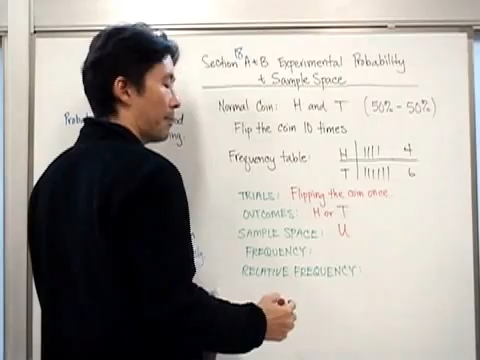 Section 18 A+B Experimental Probability
+ Sample Space
Normal Coin: H and T (50% - 50%)
Flip the coin 10 times
Frequency table: H |||| 4
T |||||| 6
TRIALS: Flipping the coin once.
OUTCOMES: H or T
SAMPLE SPACE: U
FREQUENCY:
RELATIVE FREQUENCY: